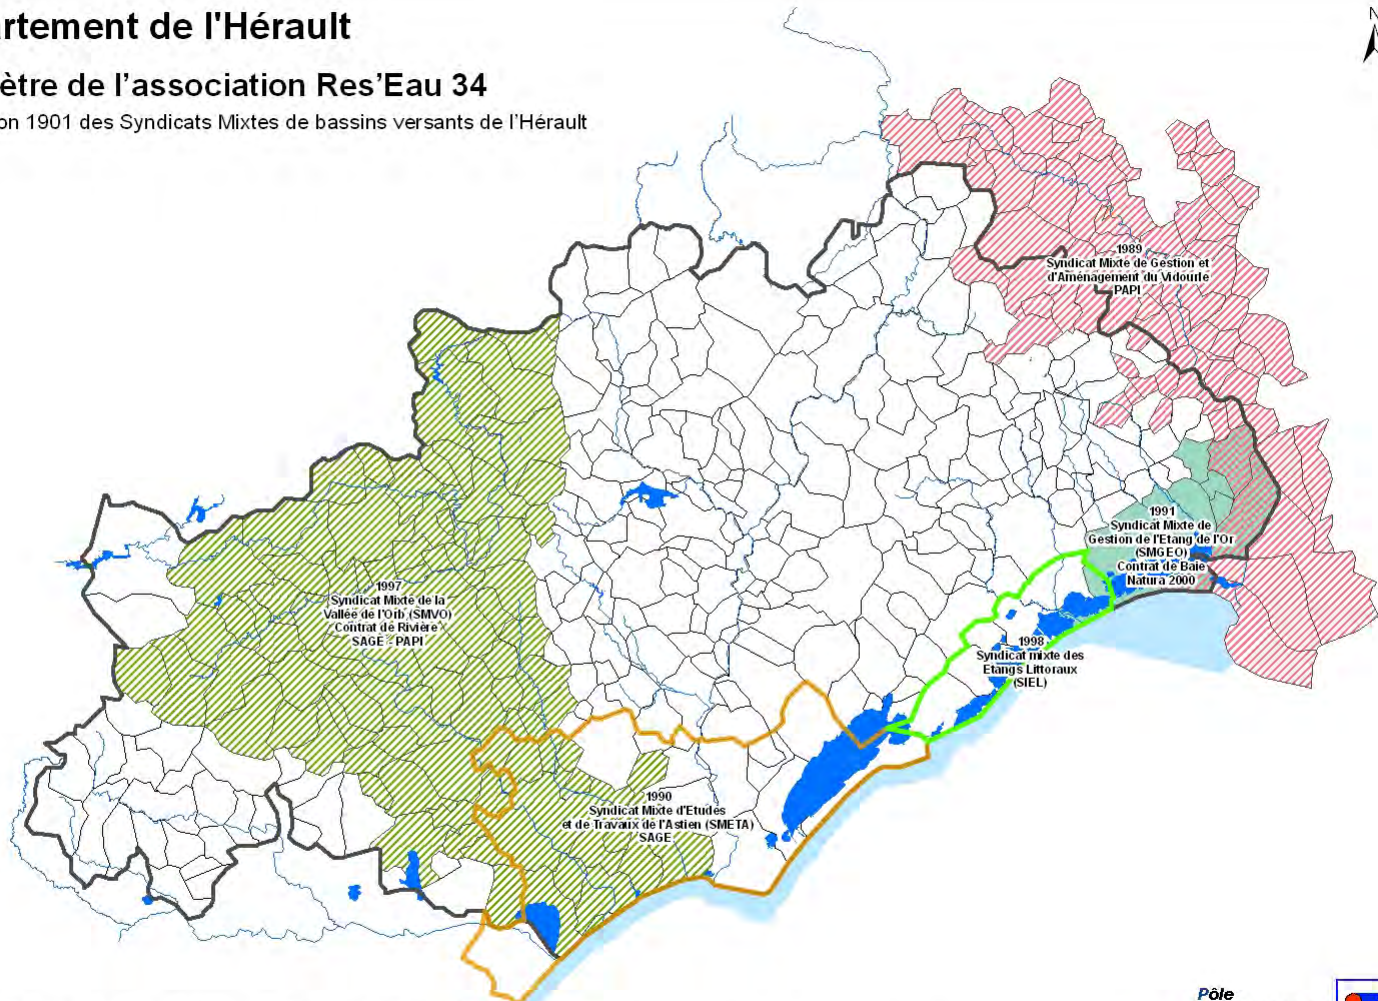 rtement de l'Hérault
ètre de l'association Res'Eau 34
on 1901 des Syndicats Mixtes de bassins versants de l'Hérault
N
1989
Syndicat Mixte de Gestion et
d'Aménagement du Vidourle
PAPI
1991
Syndicat Mixte de
Gestion de l'Etang de l'Or
(SMGEO)
Contrat de Baie
Natura 2000
1997
Syndicat Mixte de la
Vallée de l'Orb (SMVO)
Contrat de Rivière
SAGE - PAPI
1998
Syndicat mixte des
Etangs Littoraux
(SIEL)
1990
Syndicat Mixte d'Etudes
et de Travaux de l'Astien (SMETA)
SAGE
Pôle